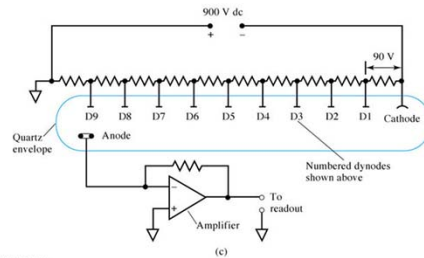 900 V dc
+ −
90 V
D9 D8 D7 D6 D5 D4 D3 D2 D1 Cathode
Quartz
envelope
Anode
Numbered dynodes
shown above
−
+
To
readout
Amplifier
(c)